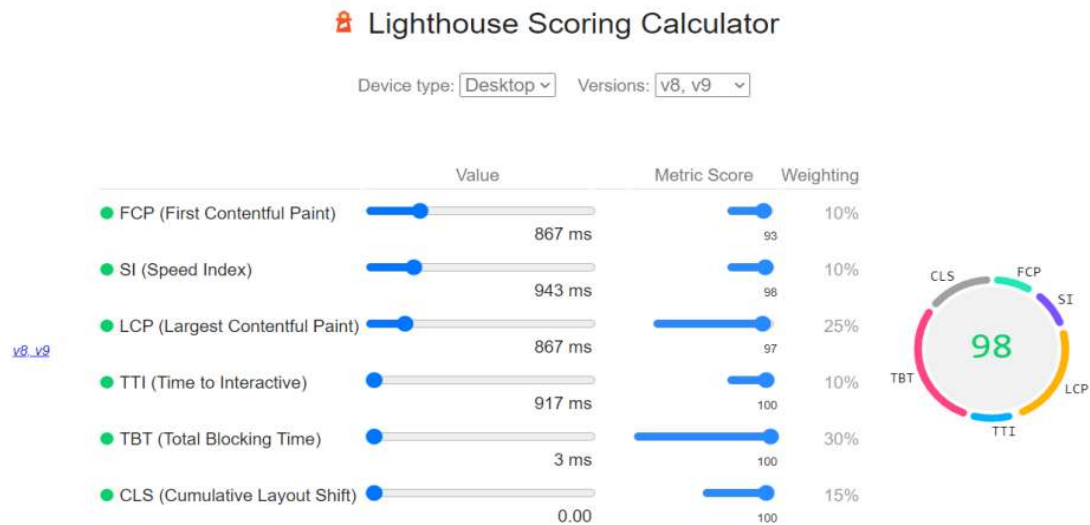 Lighthouse Scoring Calculator
Device type: Desktop Versions: v8, v9
Value Metric Score Weighting
FCP (First Contentful Paint) 10%
867 ms 93
SI (Speed Index) 10%
943 ms 98
LCP (Largest Contentful Paint) 25%
867 ms 97
v8, v9
TTI (Time to Interactive) 10%
917 ms 100
TBT (Total Blocking Time) 30%
3 ms 100
CLS (Cumulative Layout Shift) 15%
0.00 100
CLS FCP
SI
98
TBT
LCP
TTI